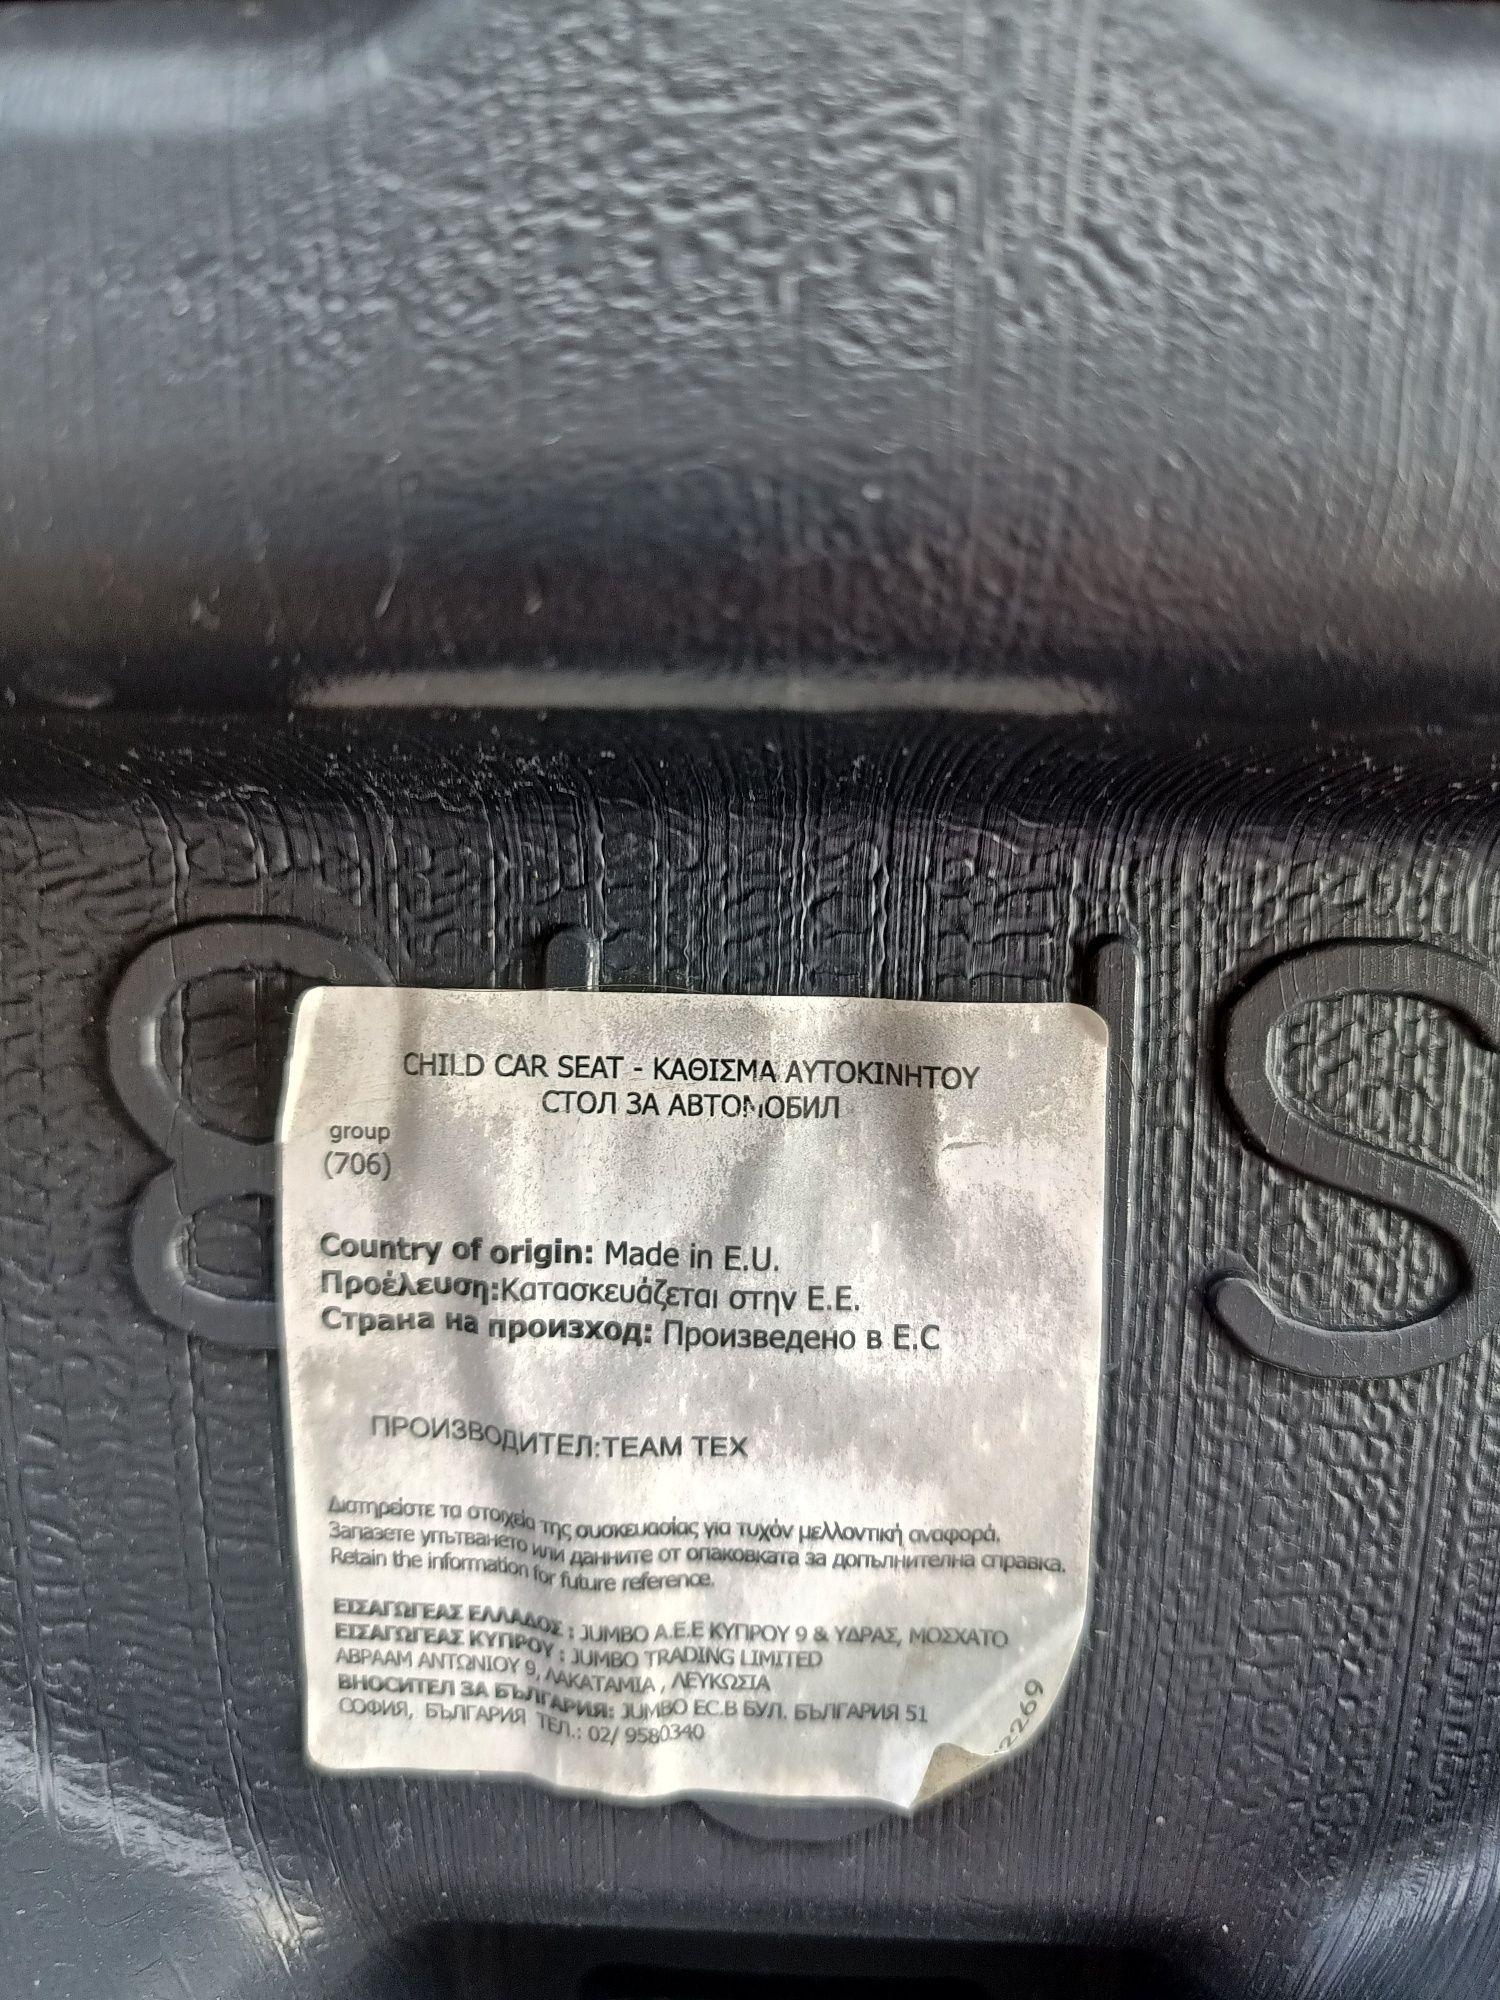 CHILD CAR SEAT - ΚΑΘΙΣΜΑ ΑΥΤΟΚΙΝΗΤΟΥ
СТОЛ ЗА АВТОМОБИЛ
group
(706)
Country of origin: Made in E.U.
Προέλευση:Κατασκευάζεται στην Ε.Ε.
Страна на произход: Произведено в Е.С
ПРОИЗВОДИТЕЛ:TEAM TEX
Διατηρείστε τα στοιχεία της συσκευασίας για τυχόν μελλοντική αναφορά.
Запазете упътването или данните от опаковката за допълнителна справка.
Retain the information for future reference.
ΕΙΣΑΓΩΓΕΑΣ ΕΛΛΑΔΟΣ : JUMBO A.E.E ΚΥΠΡΟΥ 9 & ΥΔΡΑΣ, ΜΟΣΧΑΤΟ
ΕΙΣΑΓΩΓΕΑΣ ΚΥΠΡΟΥ : JUMBO TRADING LIMITED
ΑΒΡΑΑΜ ΑΝΤΩΝΙΟΥ 9, ΛΑΚΑΤΑΜΙΑ , ΛΕΥΚΩΣΙΑ
ВНОСИТЕЛ ЗА БЪЛГАРИЯ: JUMBO EC.B БУЛ. БЪЛГАРИЯ 51
СОФИЯ, БЪЛГАРИЯ ТЕЛ.: 02/ 9580340